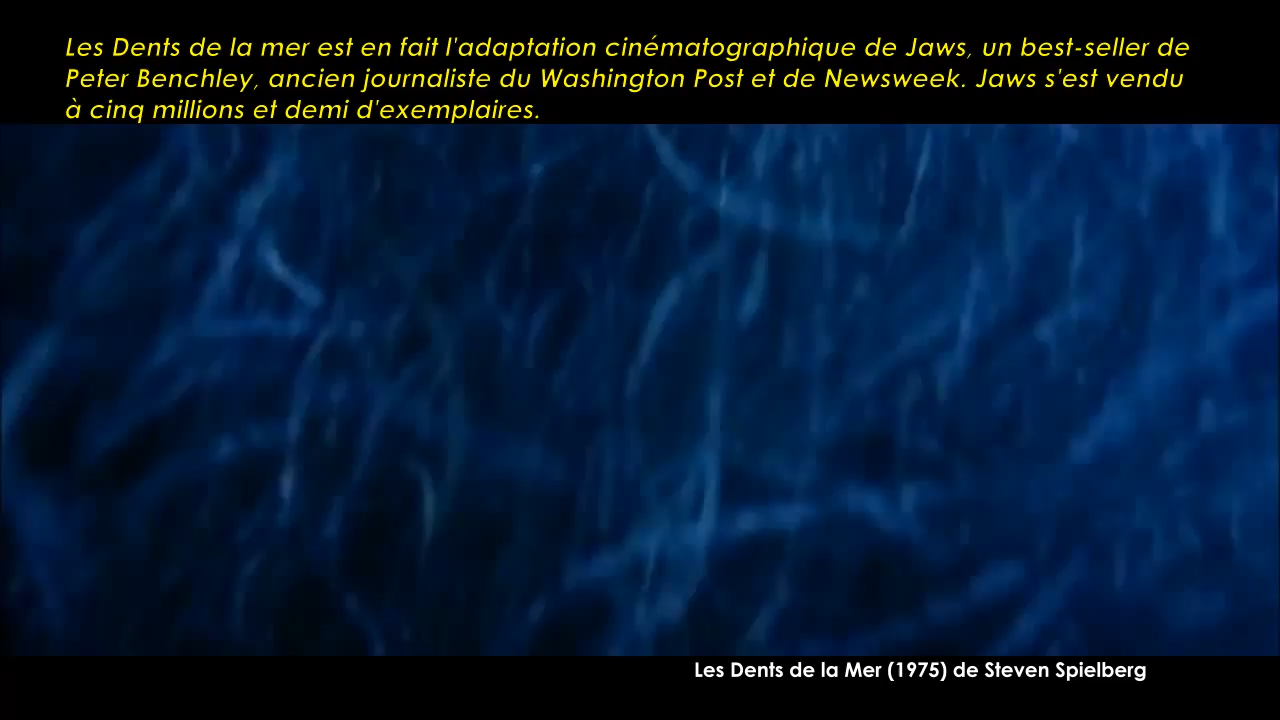 Les Dents de la mer est en fait l'adaptation cinématographique de Jaws, un best-seller de
Peter Benchley, ancien journaliste du Washington Post et de Newsweek. Jaws s'est vendu
à cinq millions et demi d'exemplaires.
Les Dents de la Mer (1975) de Steven Spielberg